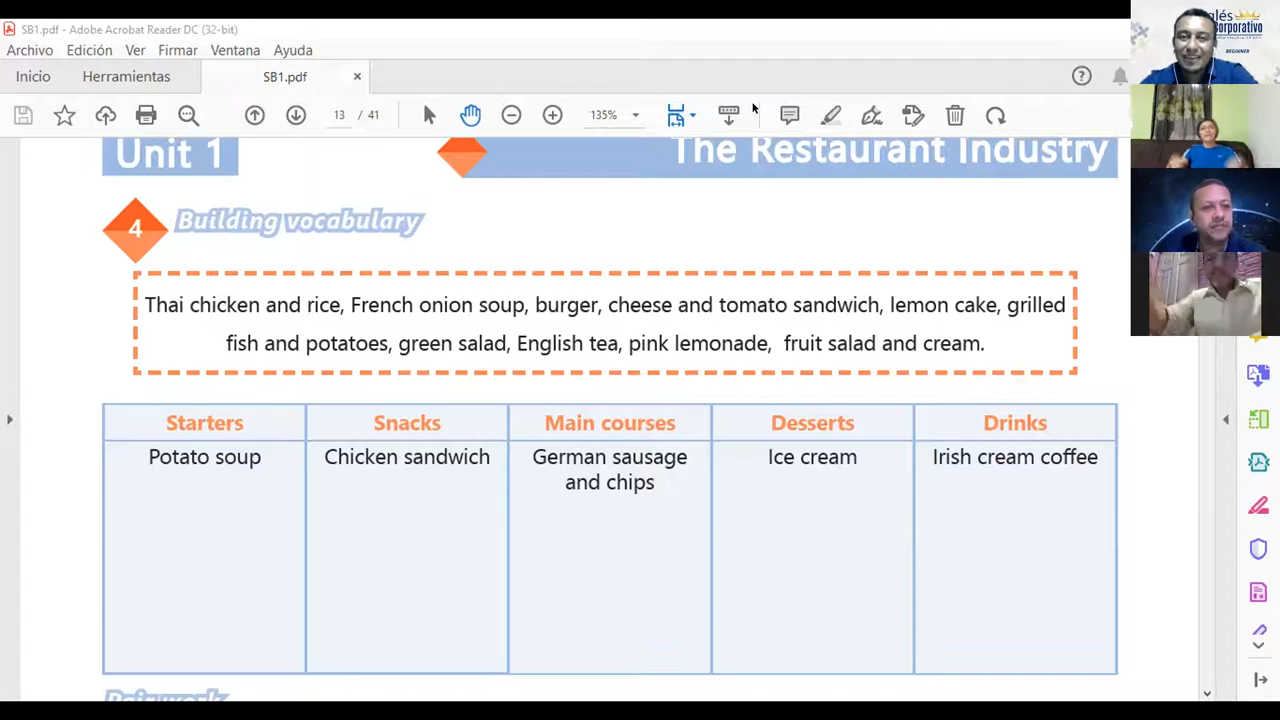 SB1.pdf - Adobe Acrobat Reader DC (32-bit)
Archivo Edición Ver Firmar Ventana Ayuda
Inicio Herramientas SB1.pdf
13 / 41 135%
Unit 1 The Restaurant Industry
4 Building vocabulary
Thai chicken and rice, French onion soup, burger, cheese and tomato sandwich, lemon cake, grilled
fish and potatoes, green salad, English tea, pink lemonade, fruit salad and cream.
Starters Snacks Main courses Desserts Drinks
Potato soup Chicken sandwich German sausage Ice cream Irish cream coffee
and chips
Pair work
BEGINNER